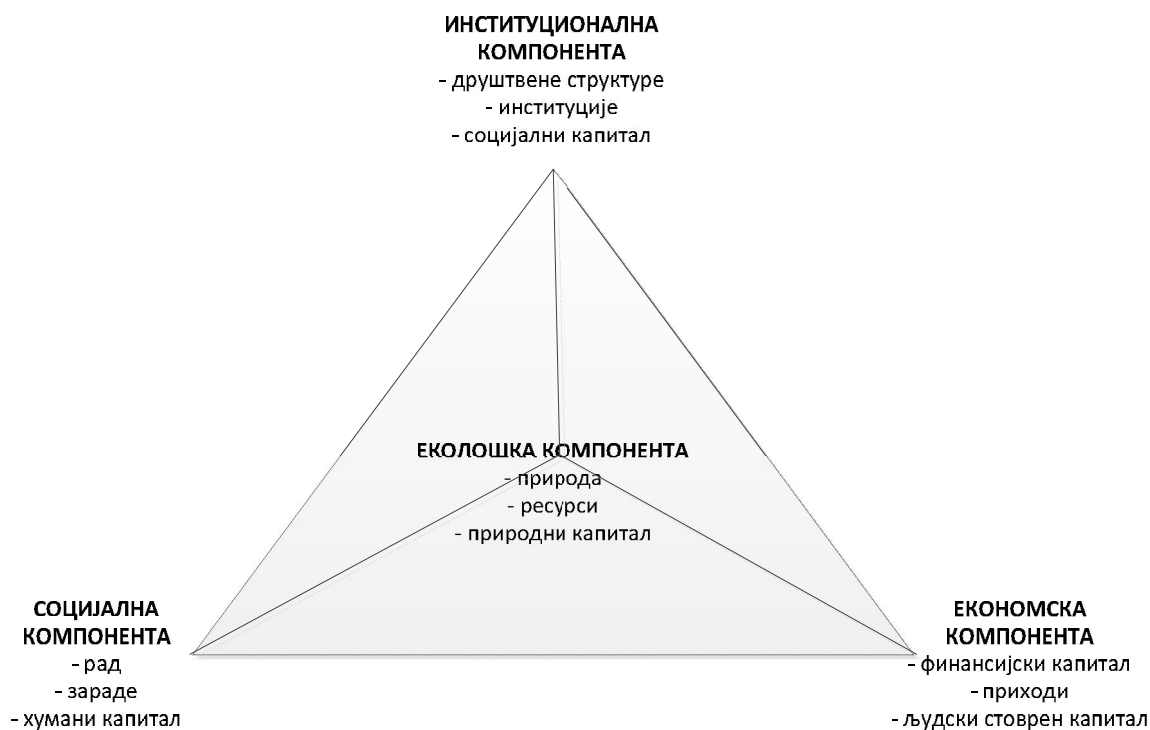 ИНСТИТУЦИОНАЛНА
КОМПОНЕНТА
- друштвене структуре
- институције
- социјални капитал
ЕКОЛОШКА КОМПОНЕНТА
- природа
- ресурси
- природни капитал
СОЦИЈАЛНА
КОМПОНЕНТА
- рад
- зараде
- хумани капитал
ЕКОНОМСКА
КОМПОНЕНТА
- финансијски капитал
- приходи
- људски стоврен капитал